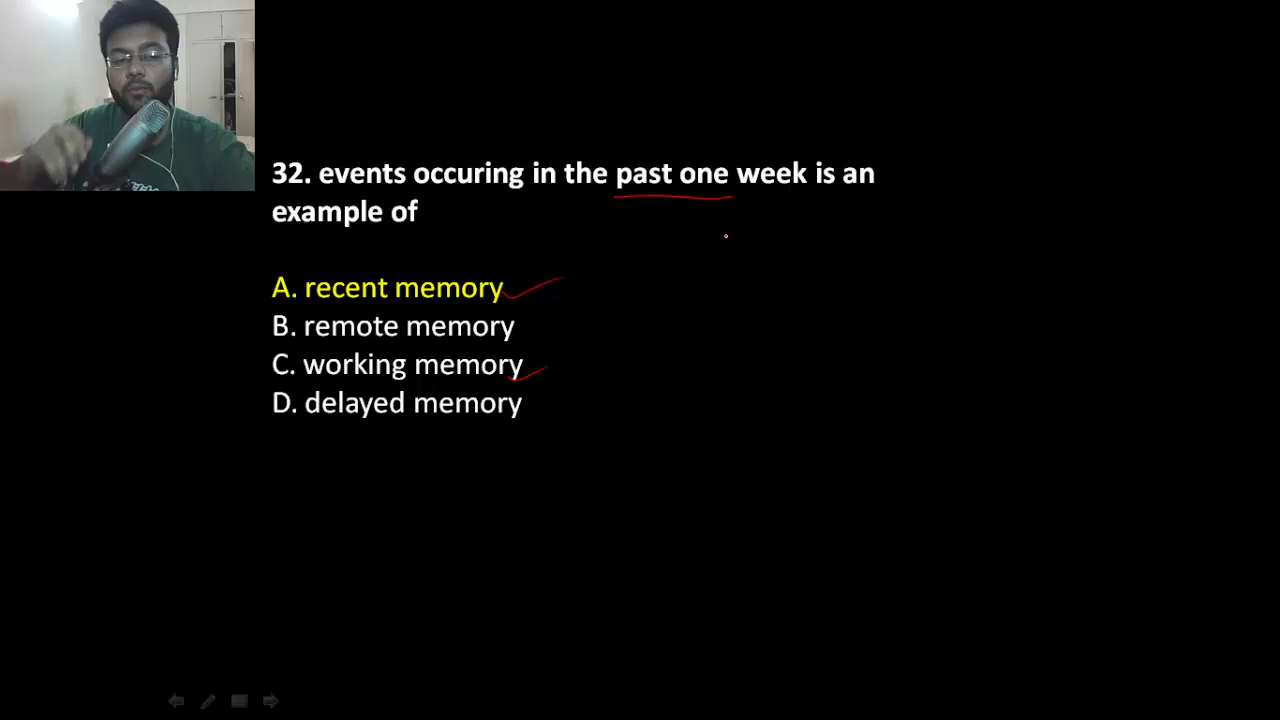 32. events occuring in the past one week is an
example of
A. recent memory
B. remote memory
C. working memory
D. delayed memory